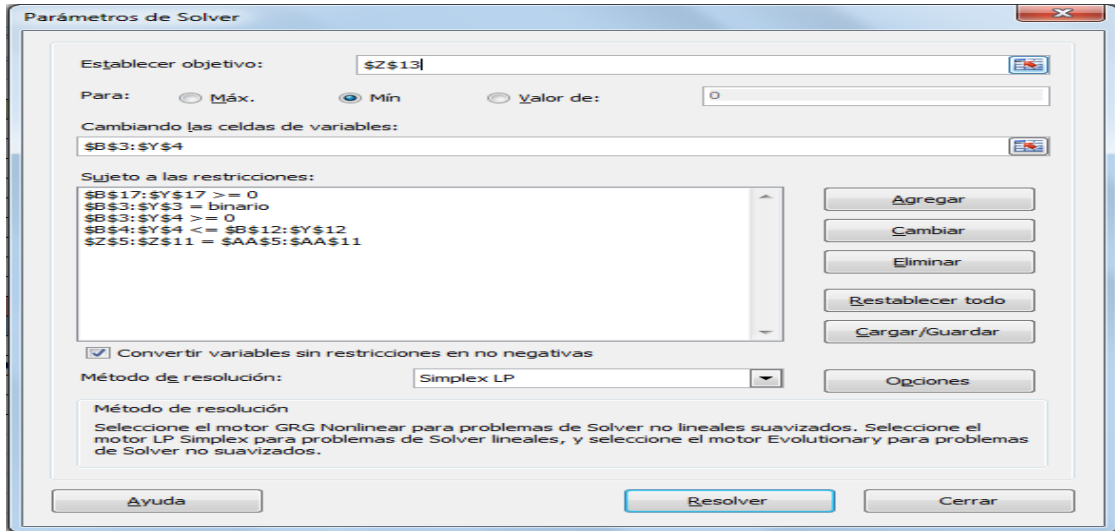 Parámetros de Solver
Establecer objetivo:
$Z$13
Para:
Máx.
Mín
Valor de:
0
Cambiando las celdas de variables:
$B$3:$Y$4
Sujeto a las restricciones:
$B$17:$Y$17 >= 0
$B$3:$Y$3 = binario
$B$3:$Y$4 >= 0
$B$4:$Y$4 <= $B$12:$Y$12
$Z$5:$Z$11 = $AA$5:$AA$11
Agregar
Cambiar
Eliminar
Restablecer todo
Cargar/Guardar
Convertir variables sin restricciones en no negativas
Método de resolución:
Simplex LP
Opciones
Método de resolución
Seleccione el motor GRG Nonlinear para problemas de Solver no lineales suavizados. Seleccione el
motor LP Simplex para problemas de Solver lineales, y seleccione el motor Evolutionary para problemas
de Solver no suavizados.
Ayuda
Resolver
Cerrar